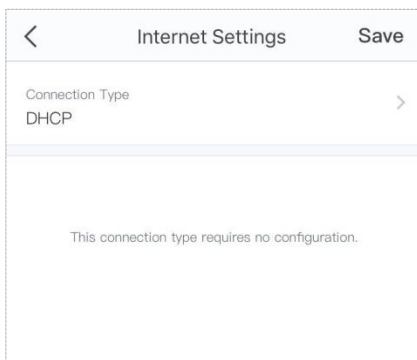 Internet Settings
Save
Connection Type
DHCP
This connection type requires no configuration.